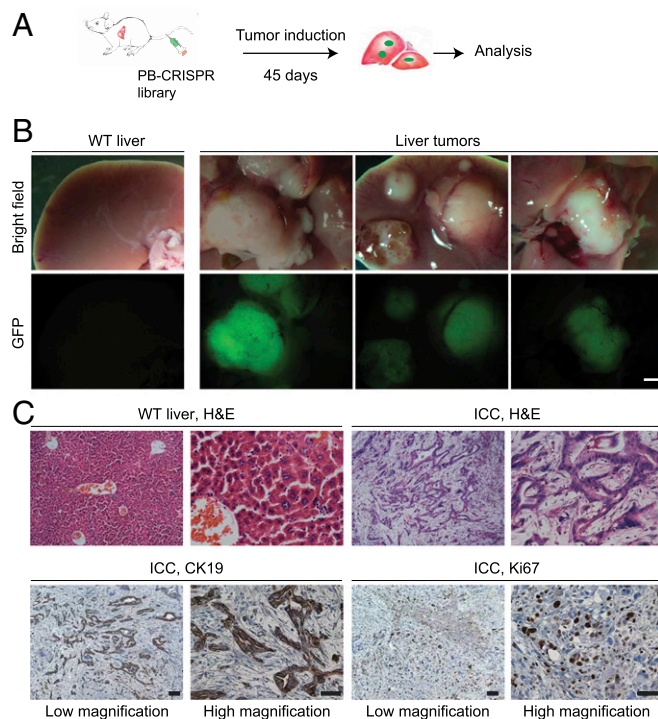 A
PB-CRISPR
library
Tumor induction
45 days
Analysis
B
WT liver
Liver tumors
Bright field
GFP
C
WT liver, H&E
ICC, H&E
ICC, CK19
ICC, Ki67
Low magnification
High magnification
Low magnification
High magnification